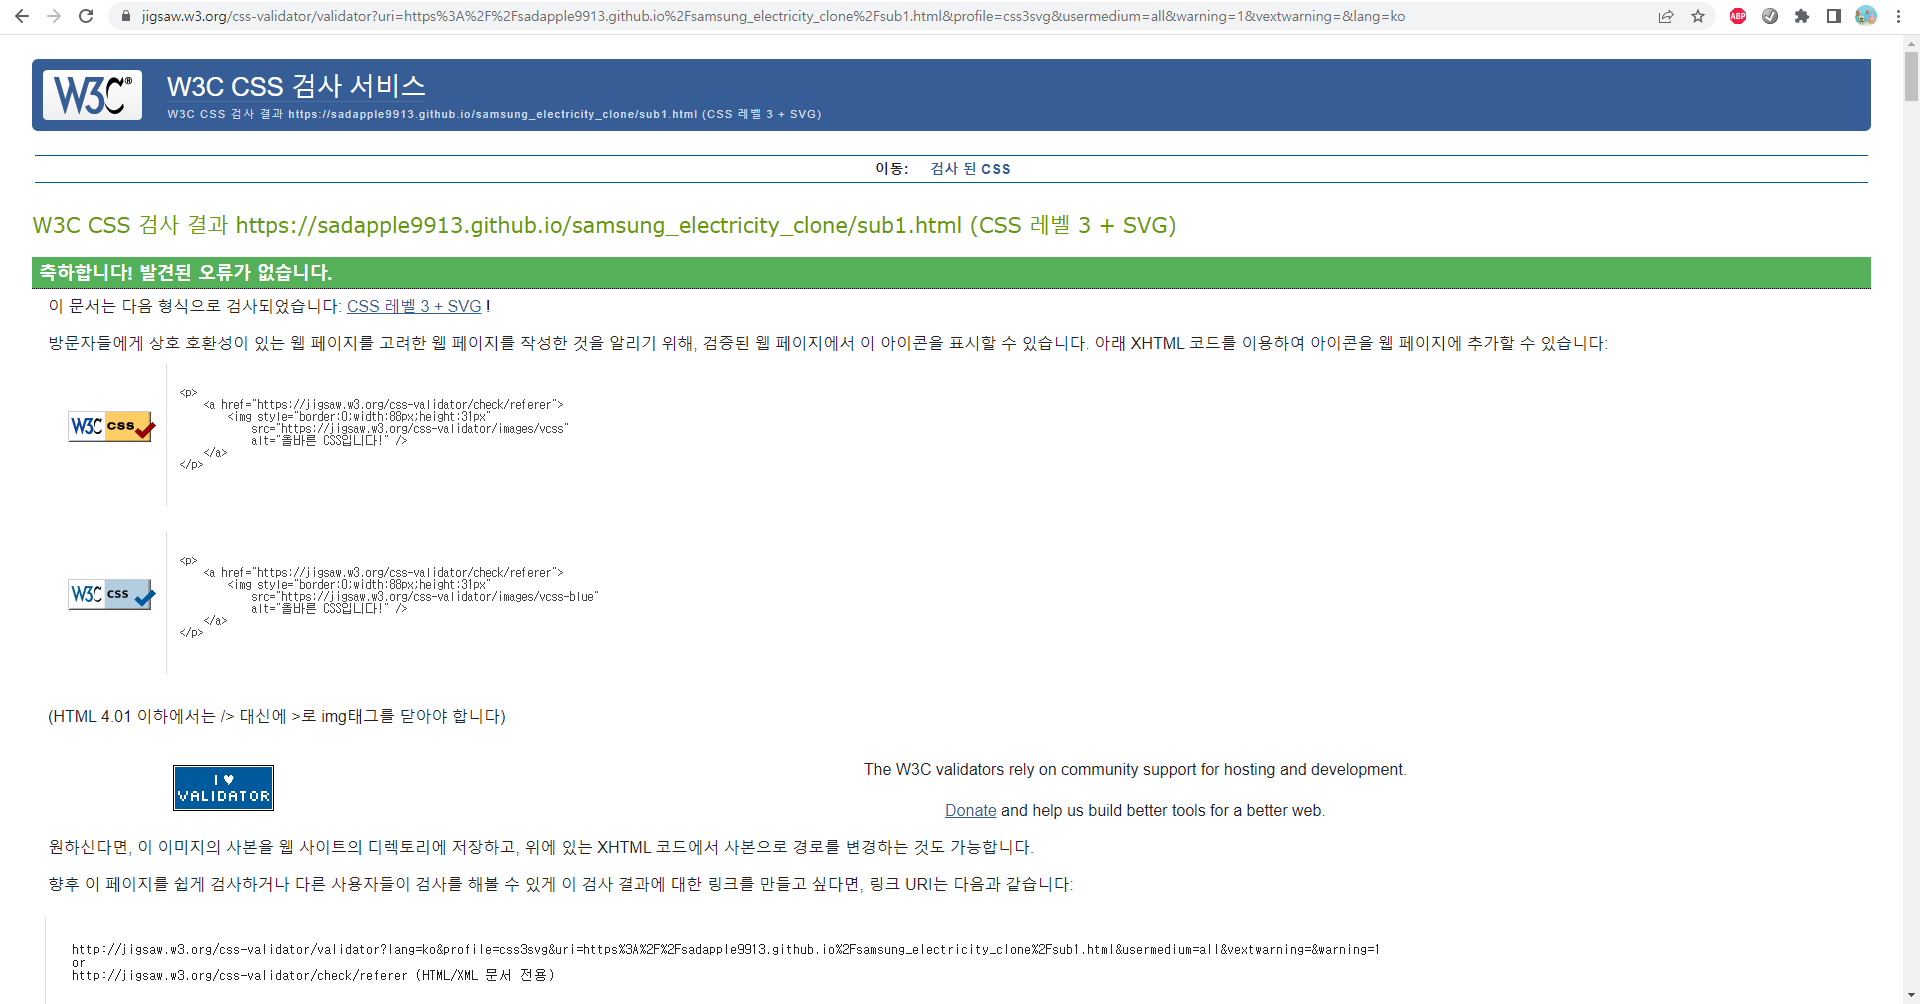 jigsaw.w3.org/css-validator/validator?uri=https%3A%2F%2Fsadapple9913.github.io%2Fsamsung_electricity_clone%2Fsub1.html&profile=css3svg&usermedium=all&warning=1&vextwarning=&lang=ko
ABP
W3C®
W3C CSS 검사 서비스
W3C CSS 검사 결과 https://sadapple9913.github.io/samsung_electricity_clone/sub1.html (CSS 레벨 3 + SVG)
이동: 검사 된 CSS
W3C CSS 검사 결과 https://sadapple9913.github.io/samsung_electricity_clone/sub1.html (CSS 레벨 3 + SVG)
축하합니다! 발견된 오류가 없습니다.
이 문서는 다음 형식으로 검사되었습니다: CSS 레벨 3 + SVG !
방문자들에게 상호 호환성이 있는 웹 페이지를 고려한 웹 페이지를 작성한 것을 알리기 위해, 검증된 웹 페이지에서 이 아이콘을 표시할 수 있습니다. 아래 XHTML 코드를 이용하여 아이콘을 웹 페이지에 추가할 수 있습니다:
W3C css
<p>
<a href="https://jigsaw.w3.org/css-validator/check/referer">
<img style="border:0;width:88px;height:31px"
src="https://jigsaw.w3.org/css-validator/images/vcss"
alt="올바른 CSS입니다!" />
</a>
</p>
W3C css
<p>
<a href="https://jigsaw.w3.org/css-validator/check/referer">
<img style="border:0;width:88px;height:31px"
src="https://jigsaw.w3.org/css-validator/images/vcss-blue"
alt="올바른 CSS입니다!" />
</a>
</p>
(HTML 4.01 이하에서는 /> 대신에 >로 img태그를 닫아야 합니다)
I ♥
VALIDATOR
The W3C validators rely on community support for hosting and development.
Donate and help us build better tools for a better web.
원하신다면, 이 이미지의 사본을 웹 사이트의 디렉토리에 저장하고, 위에 있는 XHTML 코드에서 사본으로 경로를 변경하는 것도 가능합니다.
향후 이 페이지를 쉽게 검사하거나 다른 사용자들이 검사를 해볼 수 있게 이 검사 결과에 대한 링크를 만들고 싶다면, 링크 URI는 다음과 같습니다:
http://jigsaw.w3.org/css-validator/validator?lang=ko&profile=css3svg&uri=https%3A%2F%2Fsadapple9913.github.io%2Fsamsung_electricity_clone%2Fsub1.html&usermedium=all&vextwarning=&warning=1
or
http://jigsaw.w3.org/css-validator/check/referer (HTML/XML 문서 전용)